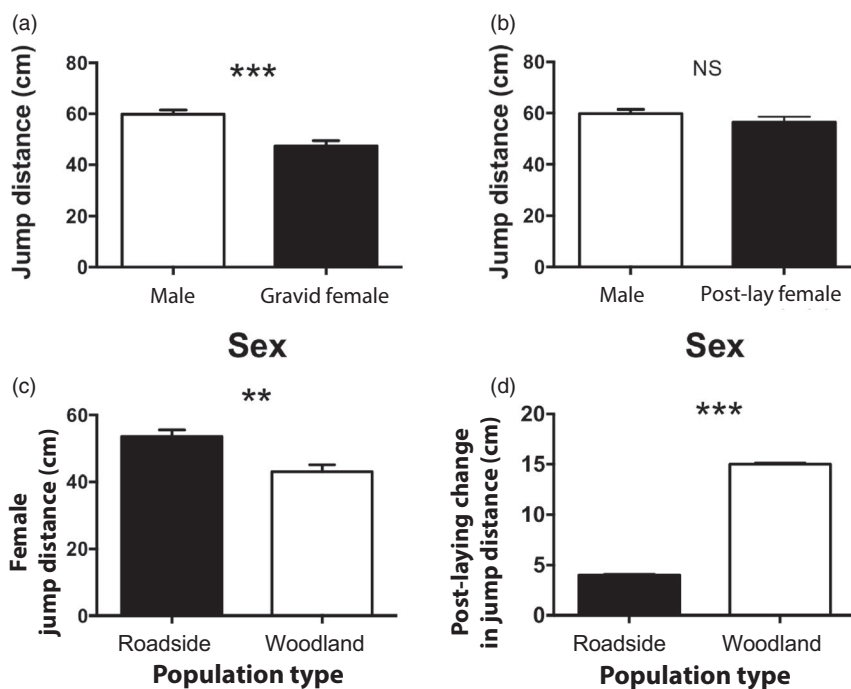 (a)
Jump distance (cm)
80
60
40
20
0
***
Male
Gravid female
Sex
(b)
Jump distance (cm)
80
60
40
20
0
NS
Male
Post-lay female
Sex
(c)
Female
jump distance (cm)
60
40
20
0
**
Roadside
Woodland
Population type
(d)
Post-laying change
in jump distance (cm)
20
15
10
5
0
***
Roadside
Woodland
Population type